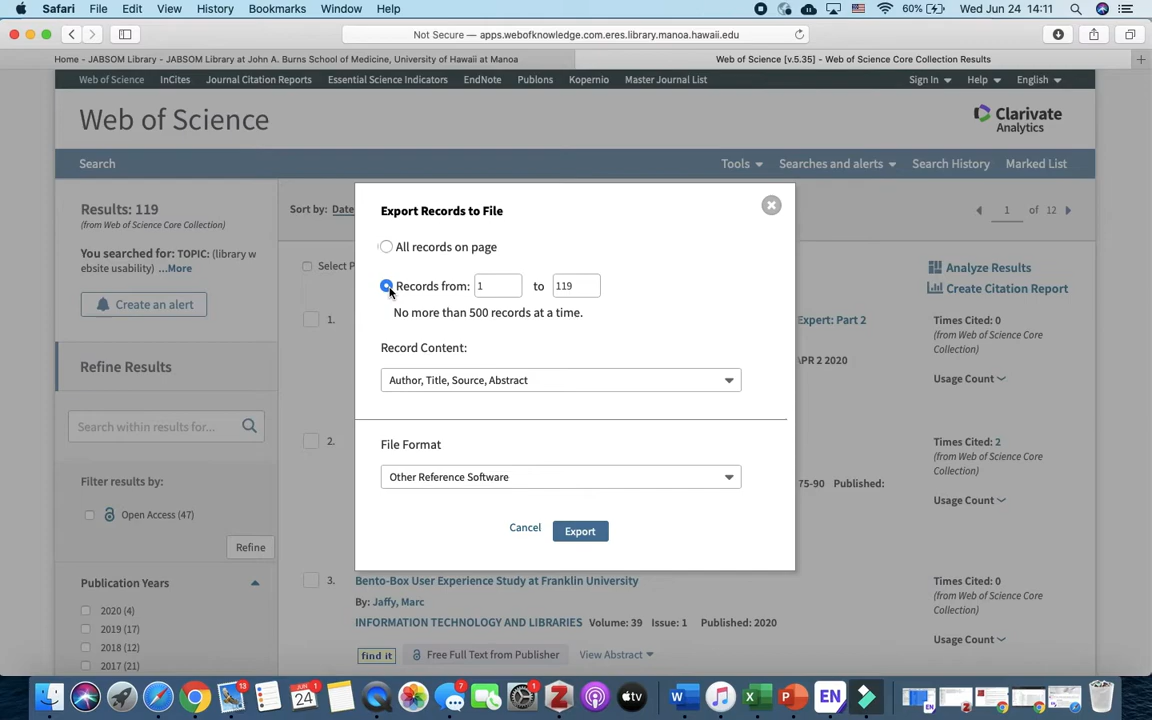 Safari File Edit View History Bookmarks Window Help 60% Wed Jun 24 14:11
Not Secure — apps.webofknowledge.com.eres.library.manoa.hawaii.edu
Home - JABSOM Library - JABSOM Library at John A. Burns School of Medicine, University of Hawaii at Manoa
Web of Science [v.5.35] - Web of Science Core Collection Results
Web of Science InCites Journal Citation Reports Essential Science Indicators EndNote Publons Kopernio Master Journal List Sign In Help English
Web of Science
Clarivate
Analytics
Search Tools Searches and alerts Search History Marked List
Results: 119
(from Web of Science Core Collection)
You searched for: TOPIC: (library w
ebsite usability) ...More
Create an alert
Refine Results
Search within results for...
Filter results by:
Open Access (47)
Refine
Publication Years
2020 (4)
2019 (17)
2018 (12)
2017 (21)
Sort by: Date
1 of 12
Select P
Analyze Results
Create Citation Report
Export Records to File
All records on page
Records from: 1 to 119
No more than 500 records at a time.
Record Content:
Author, Title, Source, Abstract
File Format
Other Reference Software
Cancel Export
1.
Expert: Part 2
PR 2 2020
Times Cited: 0
(from Web of Science Core
Collection)
Usage Count
2.
75-90 Published:
Times Cited: 2
(from Web of Science Core
Collection)
Usage Count
3. Bento-Box User Experience Study at Franklin University
By: Jaffy, Marc
INFORMATION TECHNOLOGY AND LIBRARIES Volume: 39 Issue: 1 Published: 2020
find it Free Full Text from Publisher View Abstract
Times Cited: 0
(from Web of Science Core
Collection)
Usage Count
13 24 1 7 1 tv W X P EN EN